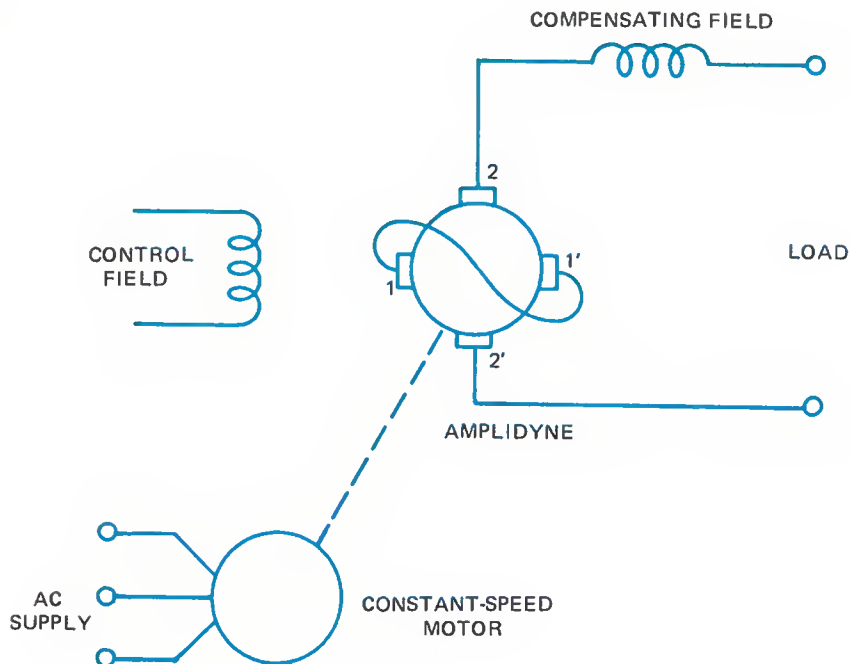 COMPENSATING FIELD
2
CONTROL
FIELD
1
1'
LOAD
2'
AMPLIDYNE
AC
SUPPLY
CONSTANT-SPEED
MOTOR